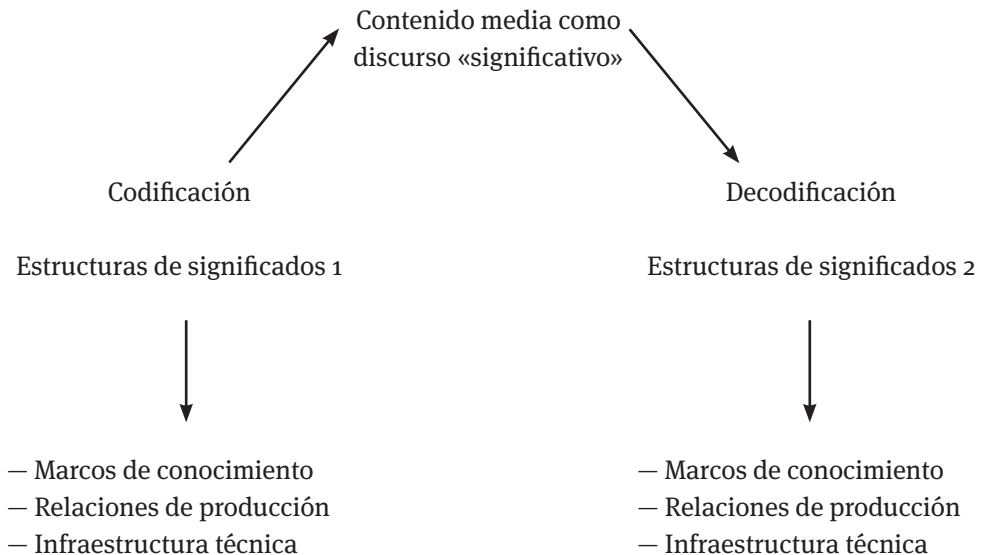 Contenido media como
discurso «significativo»
Codificación
Decodificación
Estructuras de significados 1
Estructuras de significados 2
— Marcos de conocimiento
— Relaciones de producción
— Infraestructura técnica
— Marcos de conocimiento
— Relaciones de producción
— Infraestructura técnica